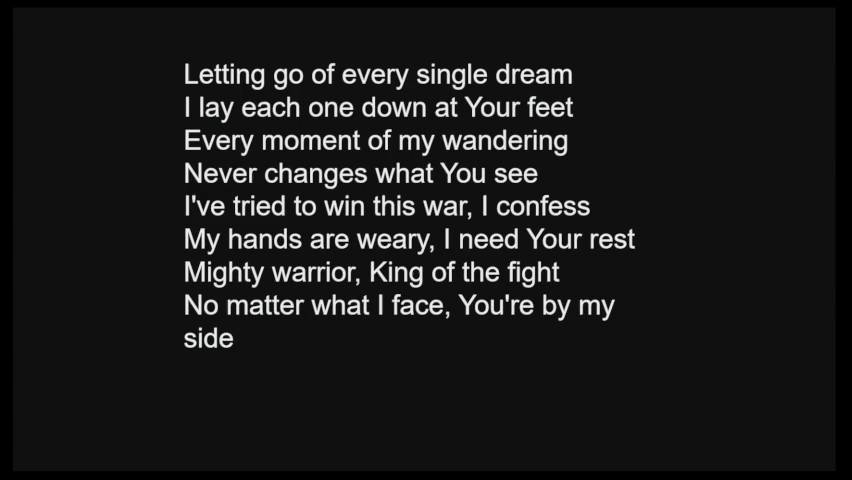 Letting go of every single dream
I lay each one down at Your feet
Every moment of my wandering
Never changes what You see
I've tried to win this war, I confess
My hands are weary, I need Your rest
Mighty warrior, King of the fight
No matter what I face, You're by my
side